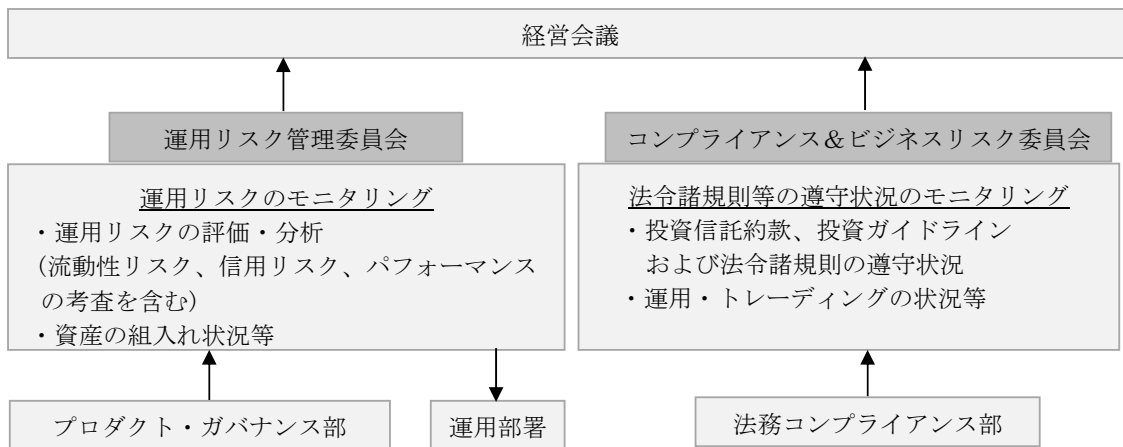 経営会議
運用リスク管理委員会
運用リスクのモニタリング
・運用リスクの評価・分析
(流動性リスク、信用リスク、パフォーマンス
の考査を含む)
・資産の組入れ状況等
プロダクト・ガバナンス部
運用部署
コンプライアンス&ビジネスリスク委員会
法令諸規則等の遵守状況のモニタリング
・投資信託約款、投資ガイドライン
および法令諸規則の遵守状況
・運用・トレーディングの状況等
法務コンプライアンス部